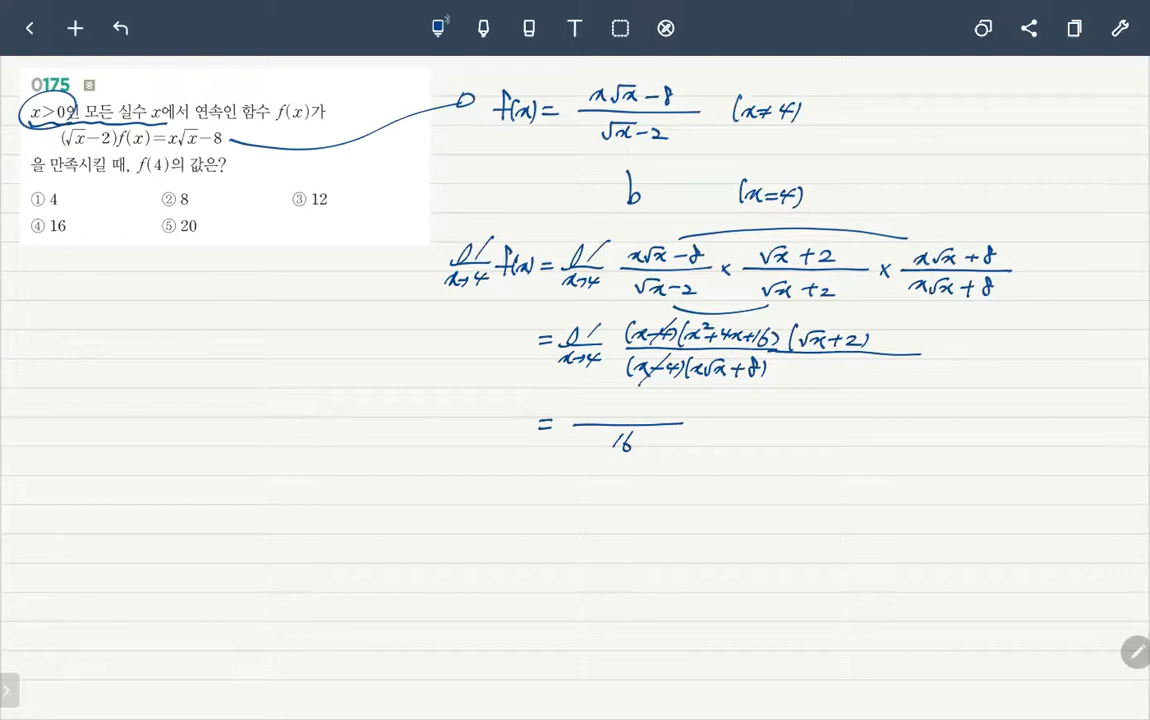 0175
x>0인 모든 실수 x에서 연속인 함수 f(x)가
(√x−2)f(x)=x√x−8
을 만족시킬 때, f(4)의 값은?
① 4 ② 8 ③ 12
④ 16 ⑤ 20
f(x)= (x√x−8)/(√x−2) (x≠4)
b (x=4)
lim x→4 f(x) = lim x→4 (x√x−8)/(√x−2) × (√x+2)/(√x+2) × (x√x+8)/(x√x+8)
= lim x→4 (x−4)(x²+4x+16)(√x+2)/(x−4)(x√x+8)
= /16